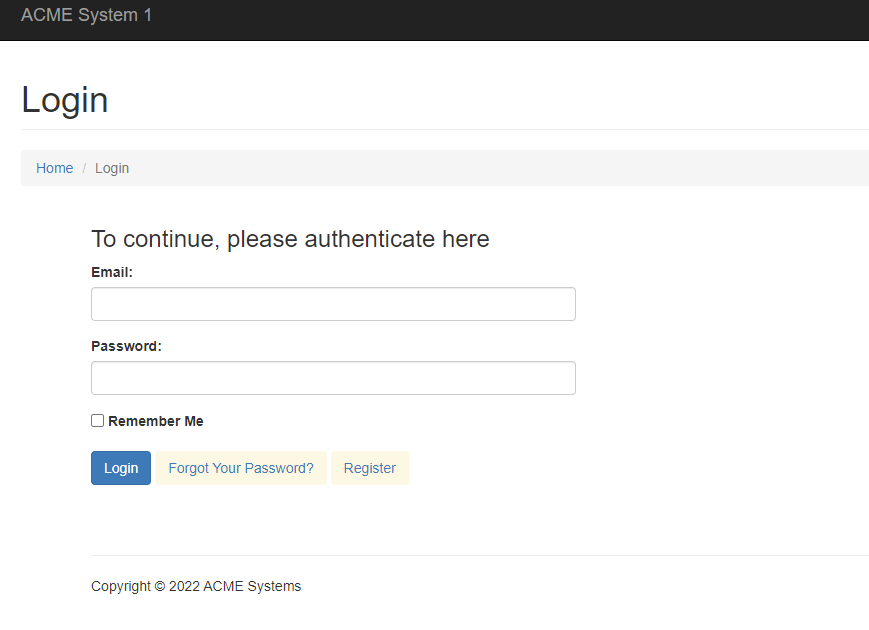 ACME System 1
Login
Home / Login
To continue, please authenticate here
Email:
Password:
Remember Me
Login Forgot Your Password? Register
Copyright © 2022 ACME Systems